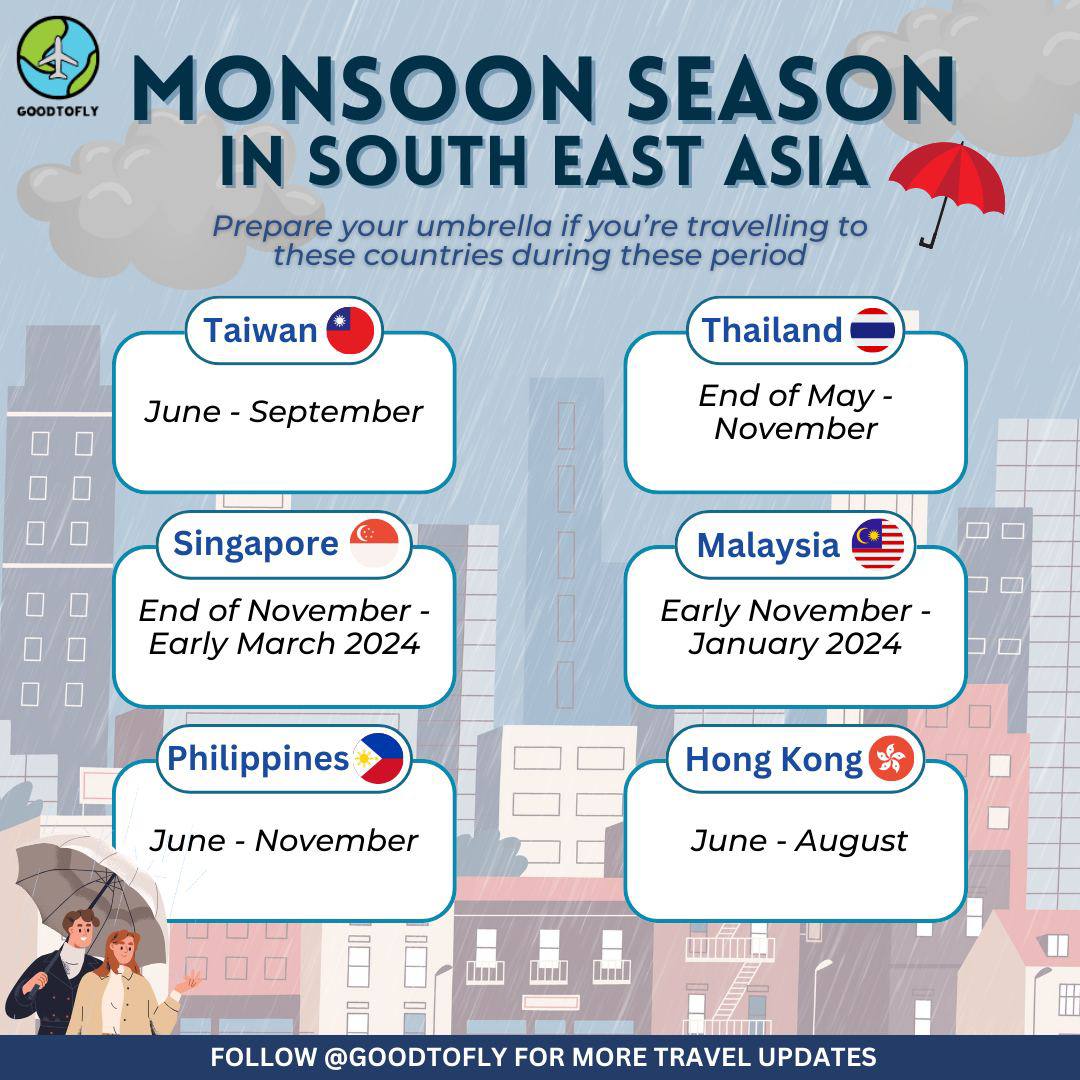 GOODTOFLY
MONSOON SEASON
IN SOUTH EAST ASIA
Prepare your umbrella if you’re travelling to
these countries during these period
Taiwan
June - September
Thailand
End of May -
November
Singapore
End of November -
Early March 2024
Malaysia
Early November -
January 2024
Philippines
June - November
Hong Kong
June - August
FOLLOW @GOODTOFLY FOR MORE TRAVEL UPDATES